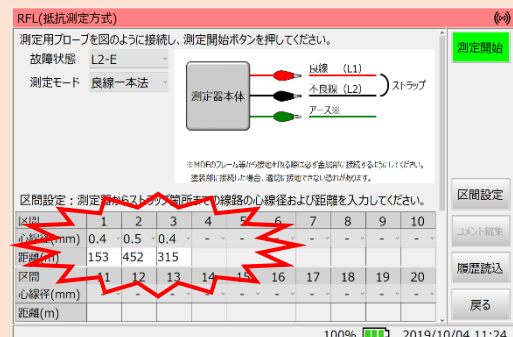 RFL(抵抗測定方式)
測定用プローブを図のように接続し、測定開始ボタンを押してください。
測定開始
故障状態 L2-E
測定モード 良線一本法
測定器本体
良線 (L1)
不良線 (L2)
ストラップ
アース※
※MDFのフレーム等から接地を取る際は必ず金属部に接続するようにしてください。
塗装部に接続した場合、適切に接地できない恐れがあります。
区間設定:測定器からストラップ箇所までの線路の心線径および距離を入力してください。
区間設定
区間 1 2 3 4 5 6 7 8 9 10
心線径(mm) 0.4 0.5 0.4 - - - - - - -
コメント編集
距離(m) 153 452 315
履歴読込
区間 11 12 13 14 15 16 17 18 19 20
心線径(mm) - - - - - - - - - -
戻る
距離(m)
100% 2019/10/04 11:24